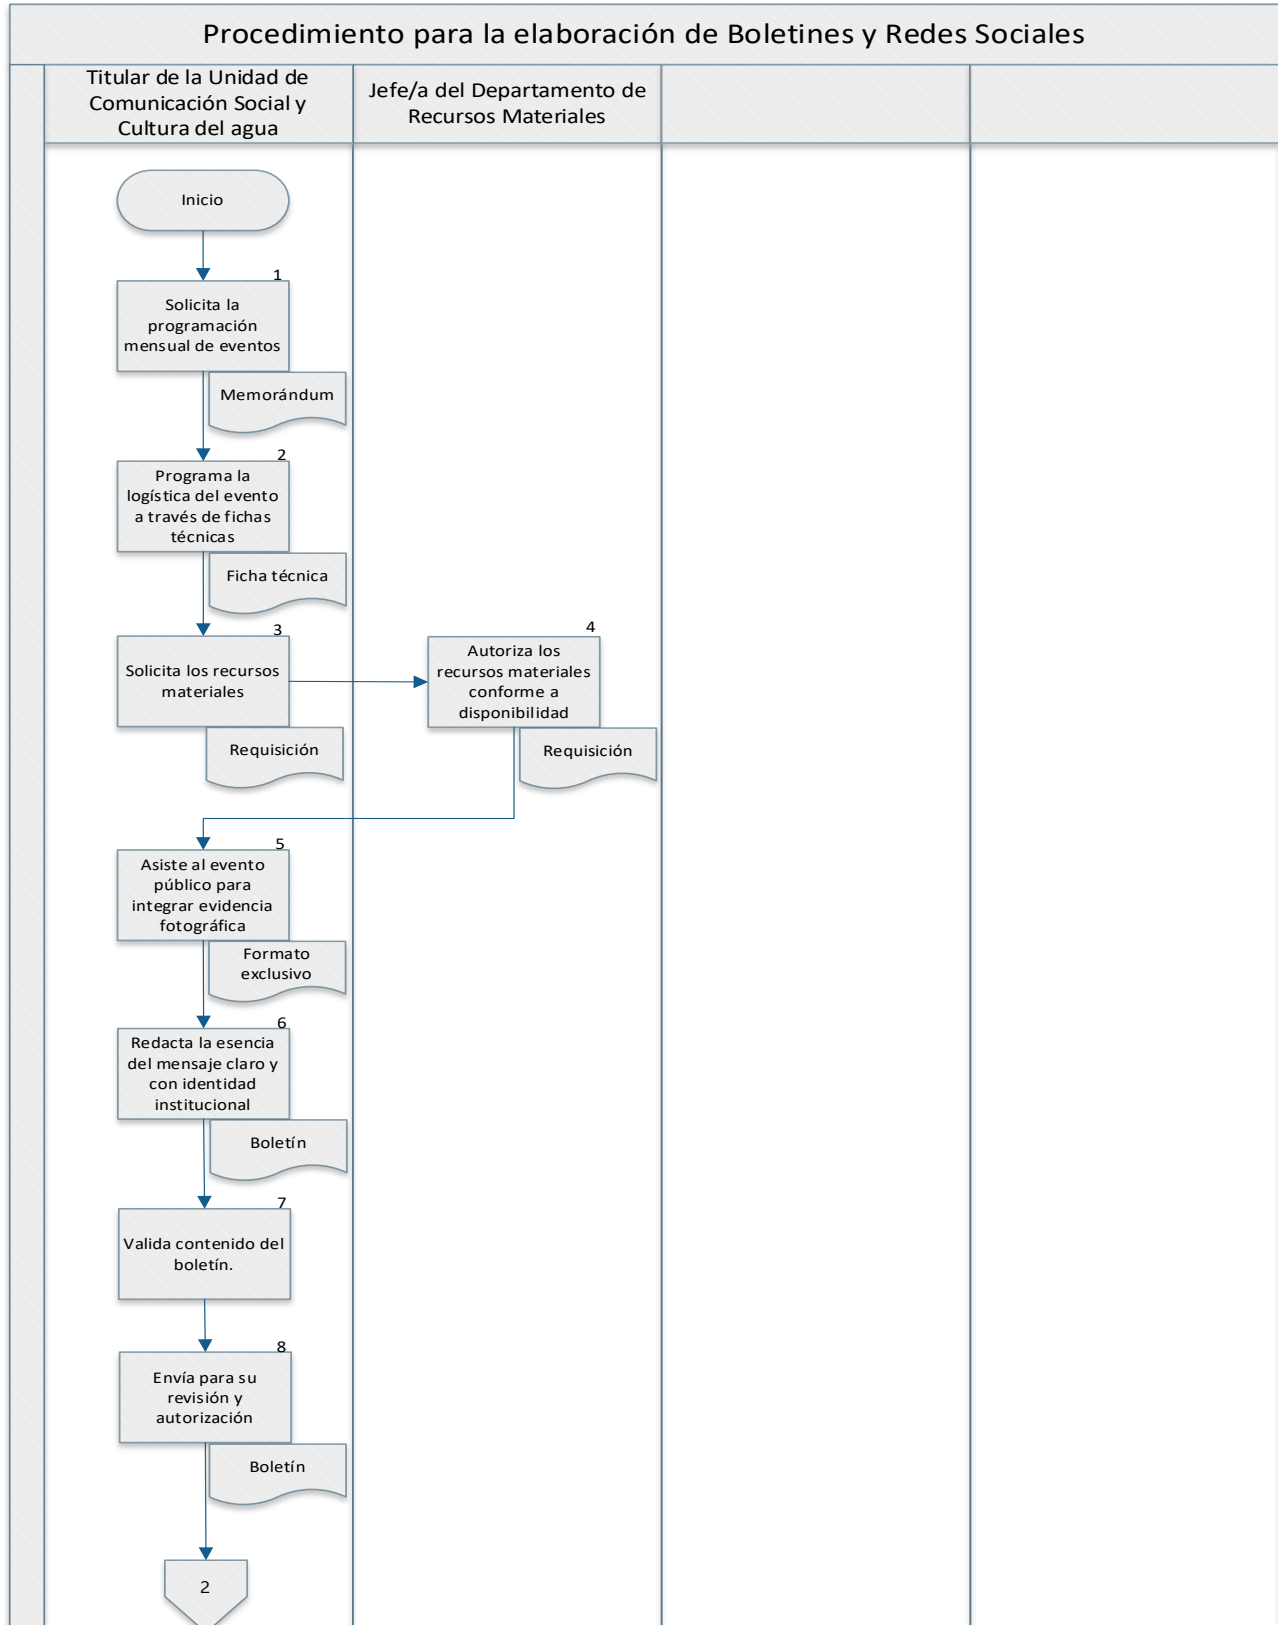 Procedimiento para la elaboración de Boletines y Redes Sociales
Titular de la Unidad de
Comunicación Social y
Cultura del agua
Jefe/a del Departamento de
Recursos Materiales
Inicio
1
Solicita la
programación
mensual de eventos
Memorándum
2
Programa la
logística del evento
a través de fichas
técnicas
Ficha técnica
3
Solicita los recursos
materiales
Requisición
4
Autoriza los
recursos materiales
conforme a
disponibilidad
Requisición
5
Asiste al evento
público para
integrar evidencia
fotográfica
Formato
exclusivo
6
Redacta la esencia
del mensaje claro y
con identidad
institucional
Boletín
7
Valida contenido del
boletín.
8
Envía para su
revisión y
autorización
Boletín
2